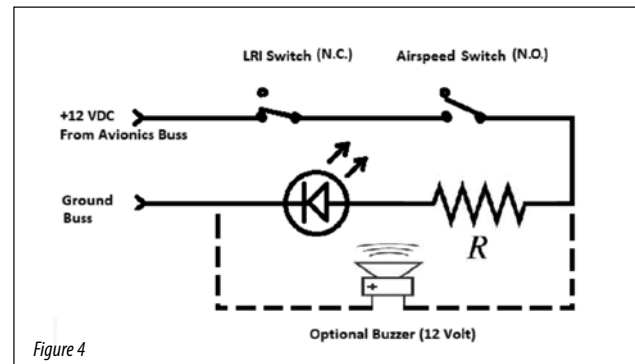 LRI Switch (N.C.)
Airspeed Switch (N.O.)
+12 VDC
From Avionics Buss
Ground
Buss
R
+
Optional Buzzer (12 Volt)
Figure 4